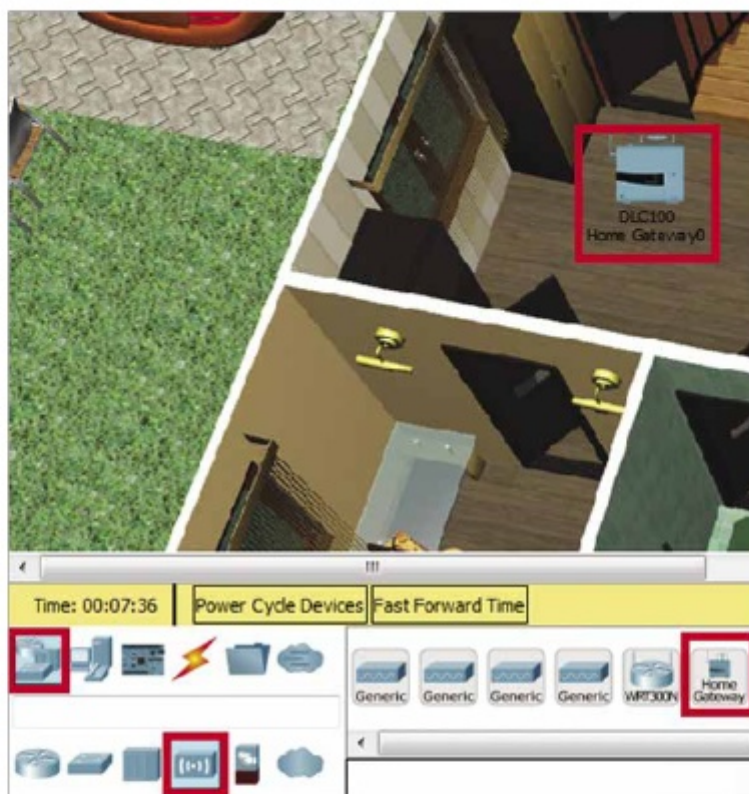 DLC100
Home Gateway0
Time: 00:07:36
Power Cycle Devices
Fast Forward Time
Generic
Generic
Generic
Generic
WRT300N
Home
Gateway